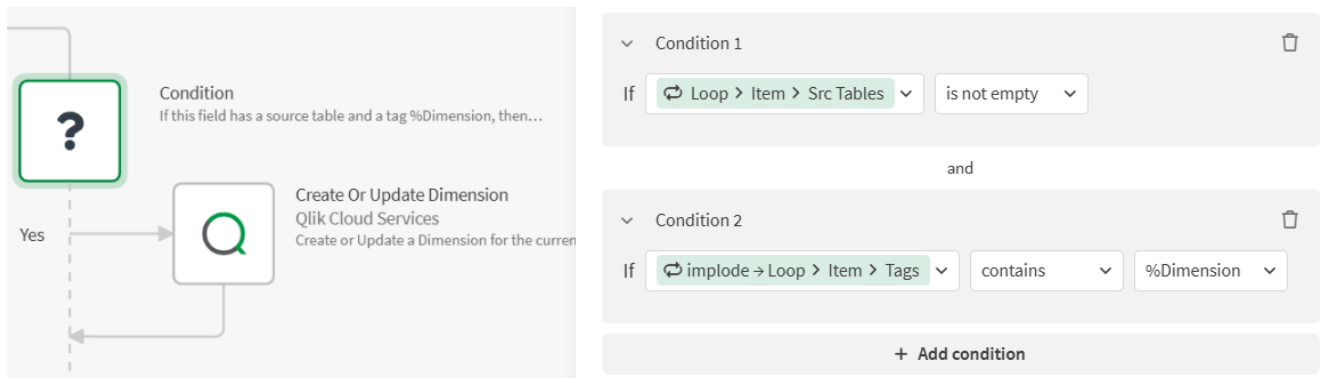 ?
Condition
If this field has a source table and a tag %Dimension, then...
Create Or Update Dimension
Qlik Cloud Services
Create or Update a Dimension for the curren
Yes
Condition 1
If Loop > Item > Src Tables is not empty
and
Condition 2
If implode → Loop > Item > Tags contains %Dimension
+ Add condition